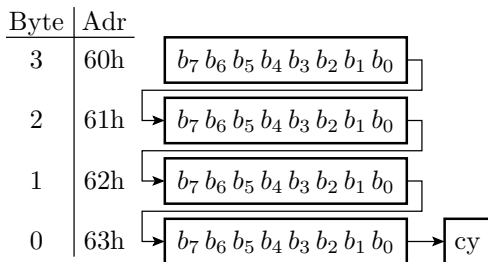 Byte Adr
3 60h b₇ b₆ b₅ b₄ b₃ b₂ b₁ b₀
2 61h b₇ b₆ b₅ b₄ b₃ b₂ b₁ b₀
1 62h b₇ b₆ b₅ b₄ b₃ b₂ b₁ b₀
0 63h b₇ b₆ b₅ b₄ b₃ b₂ b₁ b₀ cy